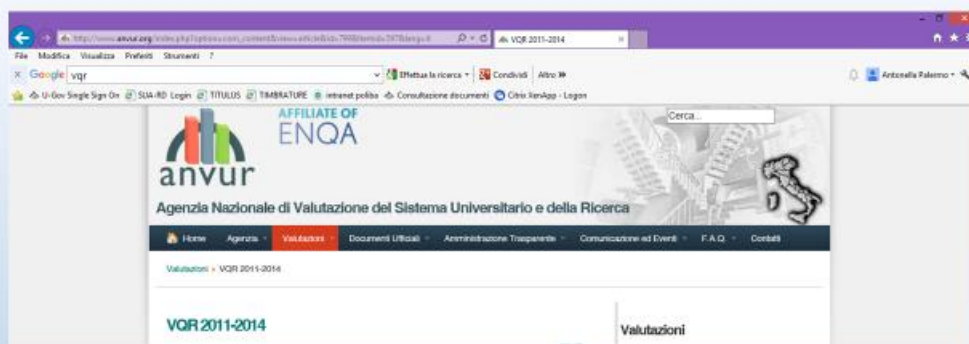 VQR 2011-2014
File Modifica Visualizza Preferiti Strumenti ?
Google vqr Effettua la ricerca Condividi Altro Antonella Palermo
U-Gov Single Sign On SUA-RD Login TITULUS TIMBRATURE intranet poliba Consultazione documenti Citrix XenApp - Logon
AFFILIATE OF
ENQA
Cerca...
anvur
Agenzia Nazionale di Valutazione del Sistema Universitario e della Ricerca
Home Agenzia Valutazioni Documenti Ufficiali Amministrazione Trasparente Comunicazione ed Eventi F.A.Q. Contatti
Valutazioni » VQR 2011-2014
VQR 2011-2014
Valutazioni